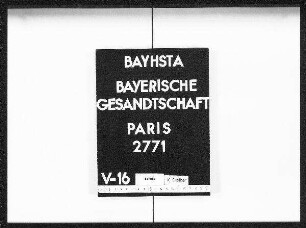 BAYHSTA
BAYERISCHE
GESANDTSCHAFT
PARIS
2771
V-16